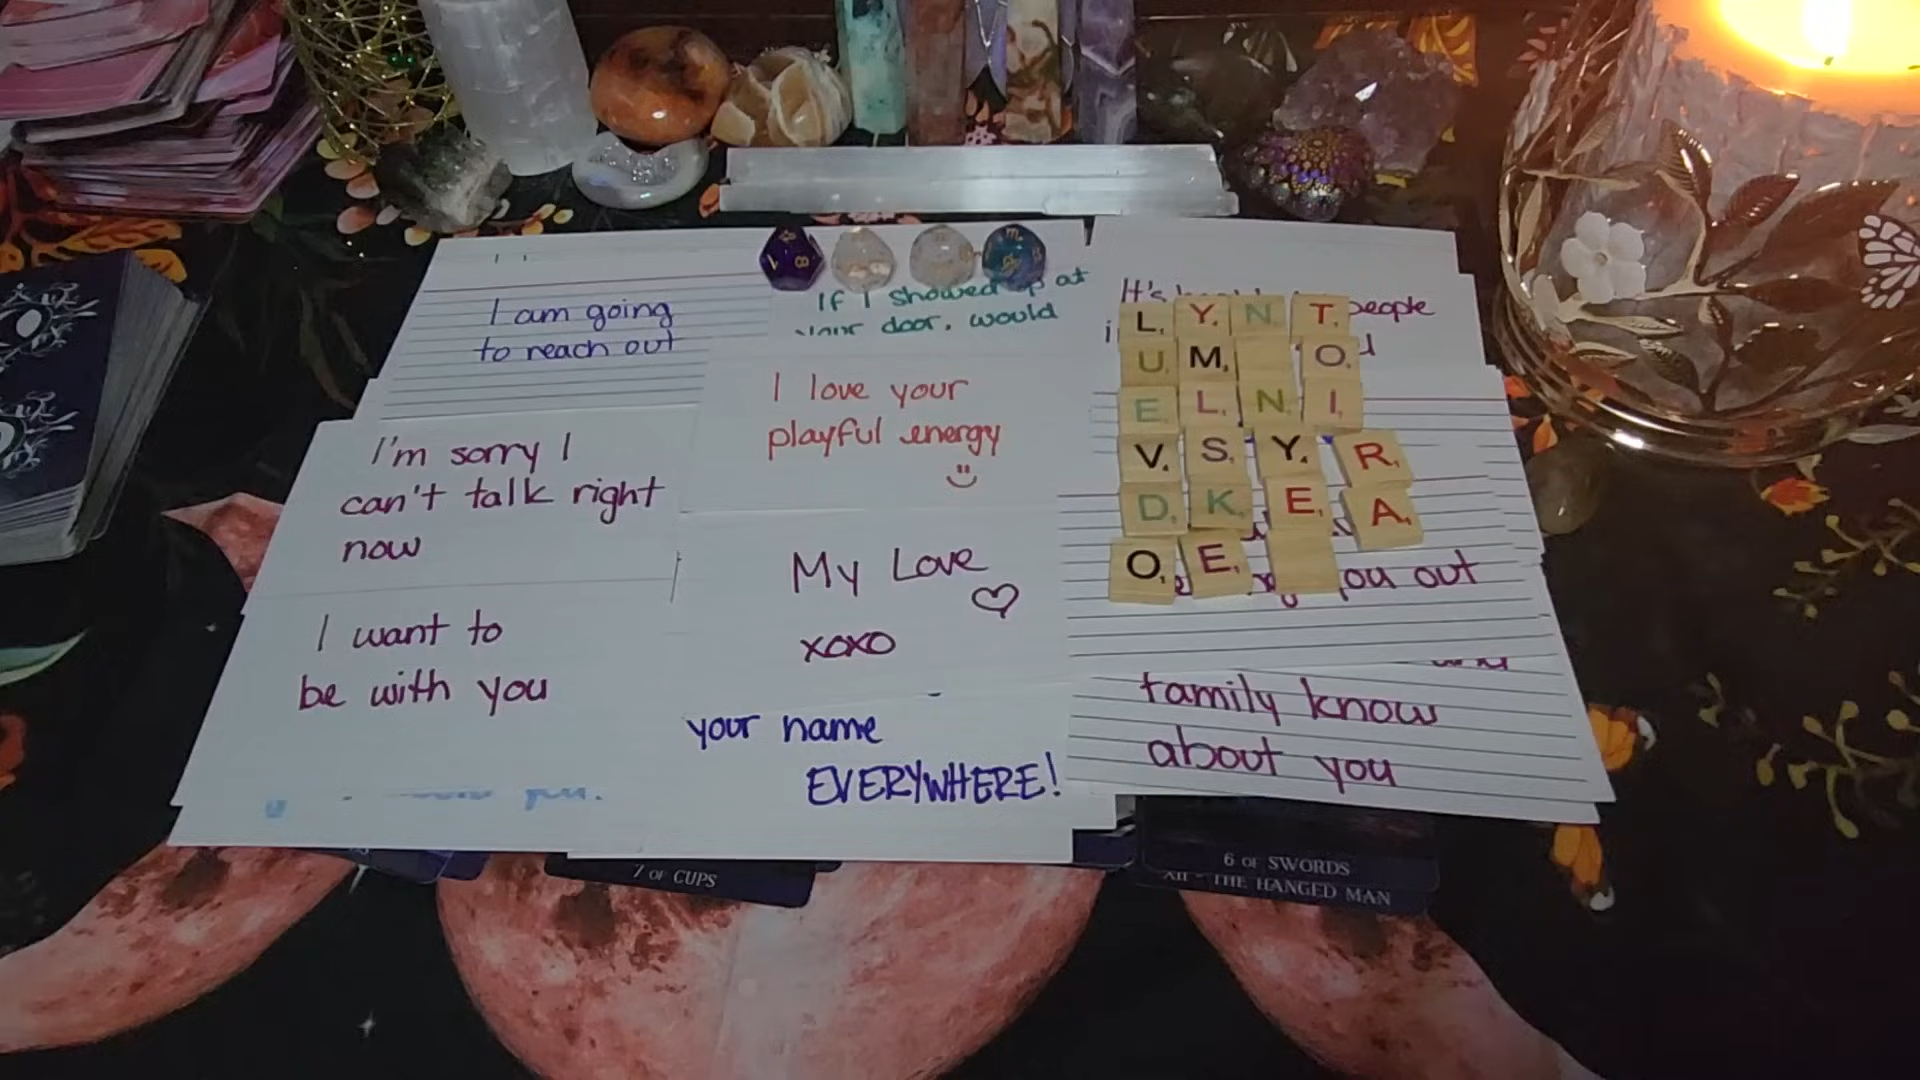 I am going
to reach out
If I showed up at
your door, would
I love your
playful energy
I'm sorry I
can't talk right
now
My Love
xoxo
I want to
be with you
your name
EVERYWHERE!
It's
people
L Y N T
U M O
E L N I
V S Y R
D K E A
O E
you out
family know
about you
7 OF CUPS
6 OF SWORDS
XII - THE HANGED MAN